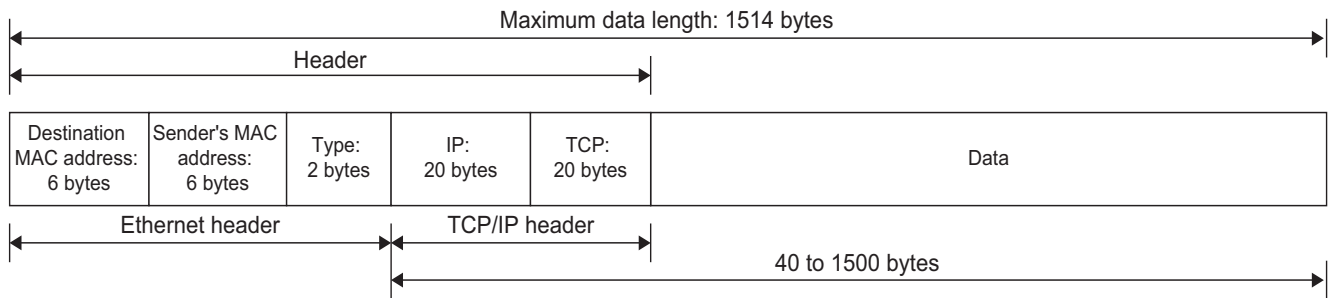 Maximum data length: 1514 bytes
Header
Destination
MAC address:
6 bytes
Sender's MAC
address:
6 bytes
Type:
2 bytes
IP:
20 bytes
TCP:
20 bytes
Data
Ethernet header
TCP/IP header
40 to 1500 bytes